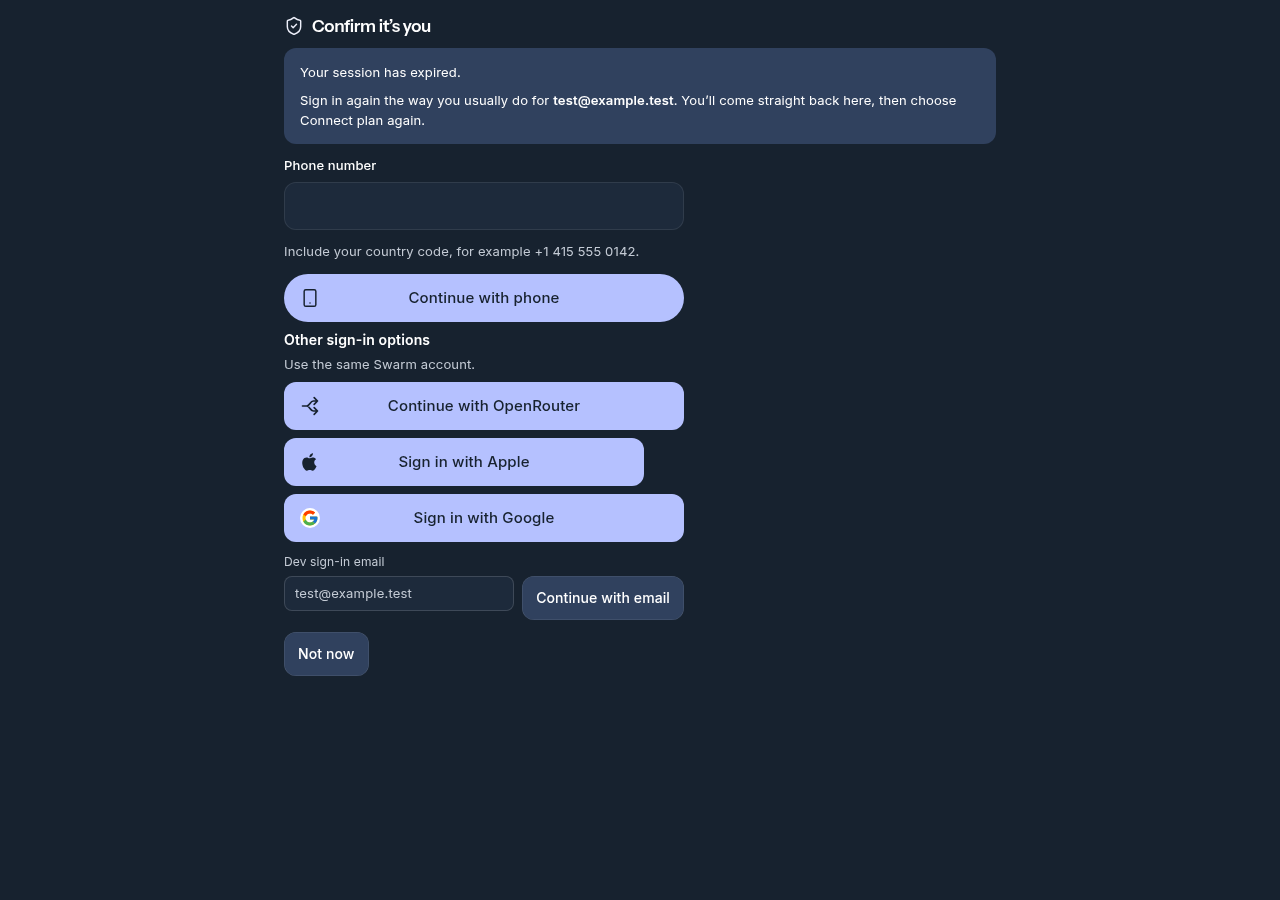 Confirm it’s you
Your session has expired.
Sign in again the way you usually do for test@example.test. You’ll come straight back here, then choose
Connect plan again.
Phone number
Include your country code, for example +1 415 555 0142.
Continue with phone
Other sign-in options
Use the same Swarm account.
Continue with OpenRouter
Sign in with Apple
Sign in with Google
Dev sign-in email
test@example.test
Continue with email
Not now